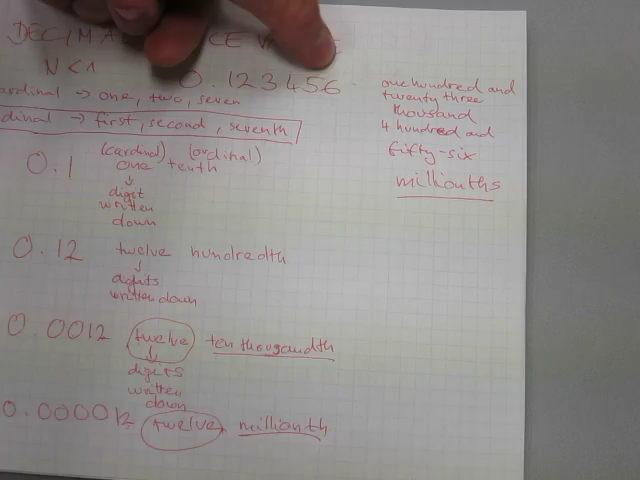 DECIMA CE VA E
N<1
0.123456
ardinal → one, two, seven
dinal → first, second, seventh
0.1 (cardinal) (ordinal)
one tenth
↓
digit
written
down
0.12 twelve hundredth
↓
digits
written down
0.0012 twelve ten thousandth
↓
digits
written
down
0.000012 twelve millionth
one hundred and
twenty three
thousand
4 hundred and
fifty-six
millionths